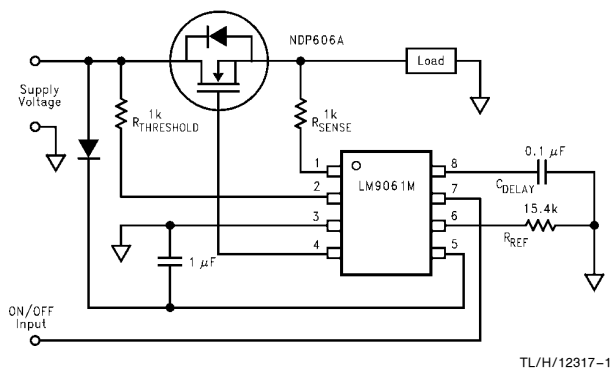 NDP606A
Load
Supply
Voltage
1k
RTHRESHOLD
1k
RSENSE
0.1 μF
CDELAY
1
8
LM9061M
2
7
15.4k
3
6
RREF
4
5
1 μF
ON/OFF
Input
TL/H/12317-1